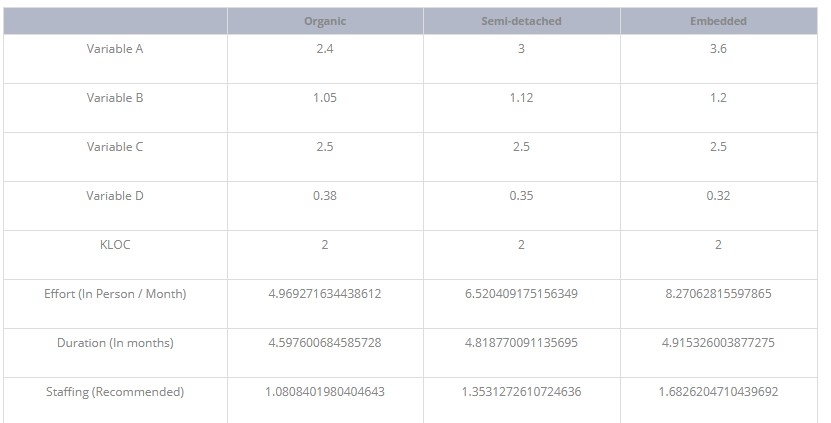 Organic Semi-detached Embedded
Variable A 2.4 3 3.6
Variable B 1.05 1.12 1.2
Variable C 2.5 2.5 2.5
Variable D 0.38 0.35 0.32
KLOC 2 2 2
Effort (In Person / Month) 4.969271634438612 6.520409175156349 8.27062815597865
Duration (In months) 4.597600684585728 4.818770091135695 4.915326003877275
Staffing (Recommended) 1.0808401980404643 1.3531272610724636 1.6826204710439692